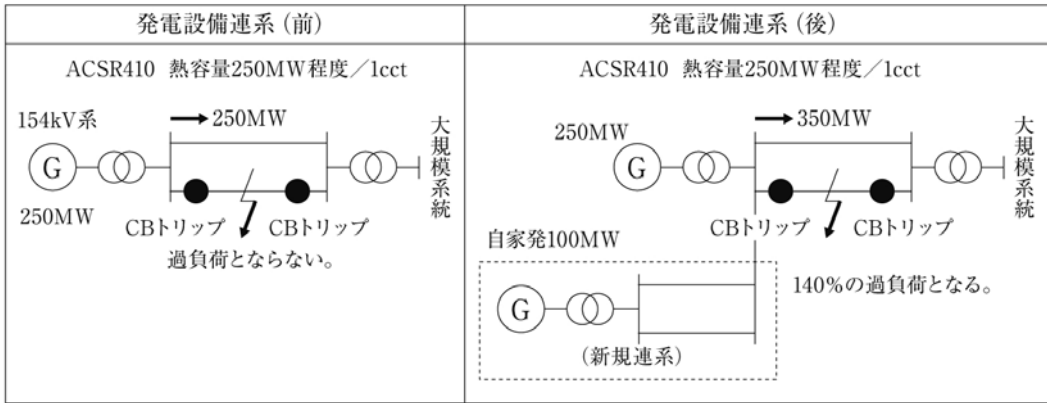 発電設備連系（前）
ACSR410 熱容量250MW程度／1cct
154kV系
250MW
G
250MW
CBトリップ
CBトリップ
過負荷とならない。
大規模系統
発電設備連系（後）
ACSR410 熱容量250MW程度／1cct
250MW
350MW
G
CBトリップ
CBトリップ
大規模系統
自家発100MW
140%の過負荷となる。
G
（新規連系）